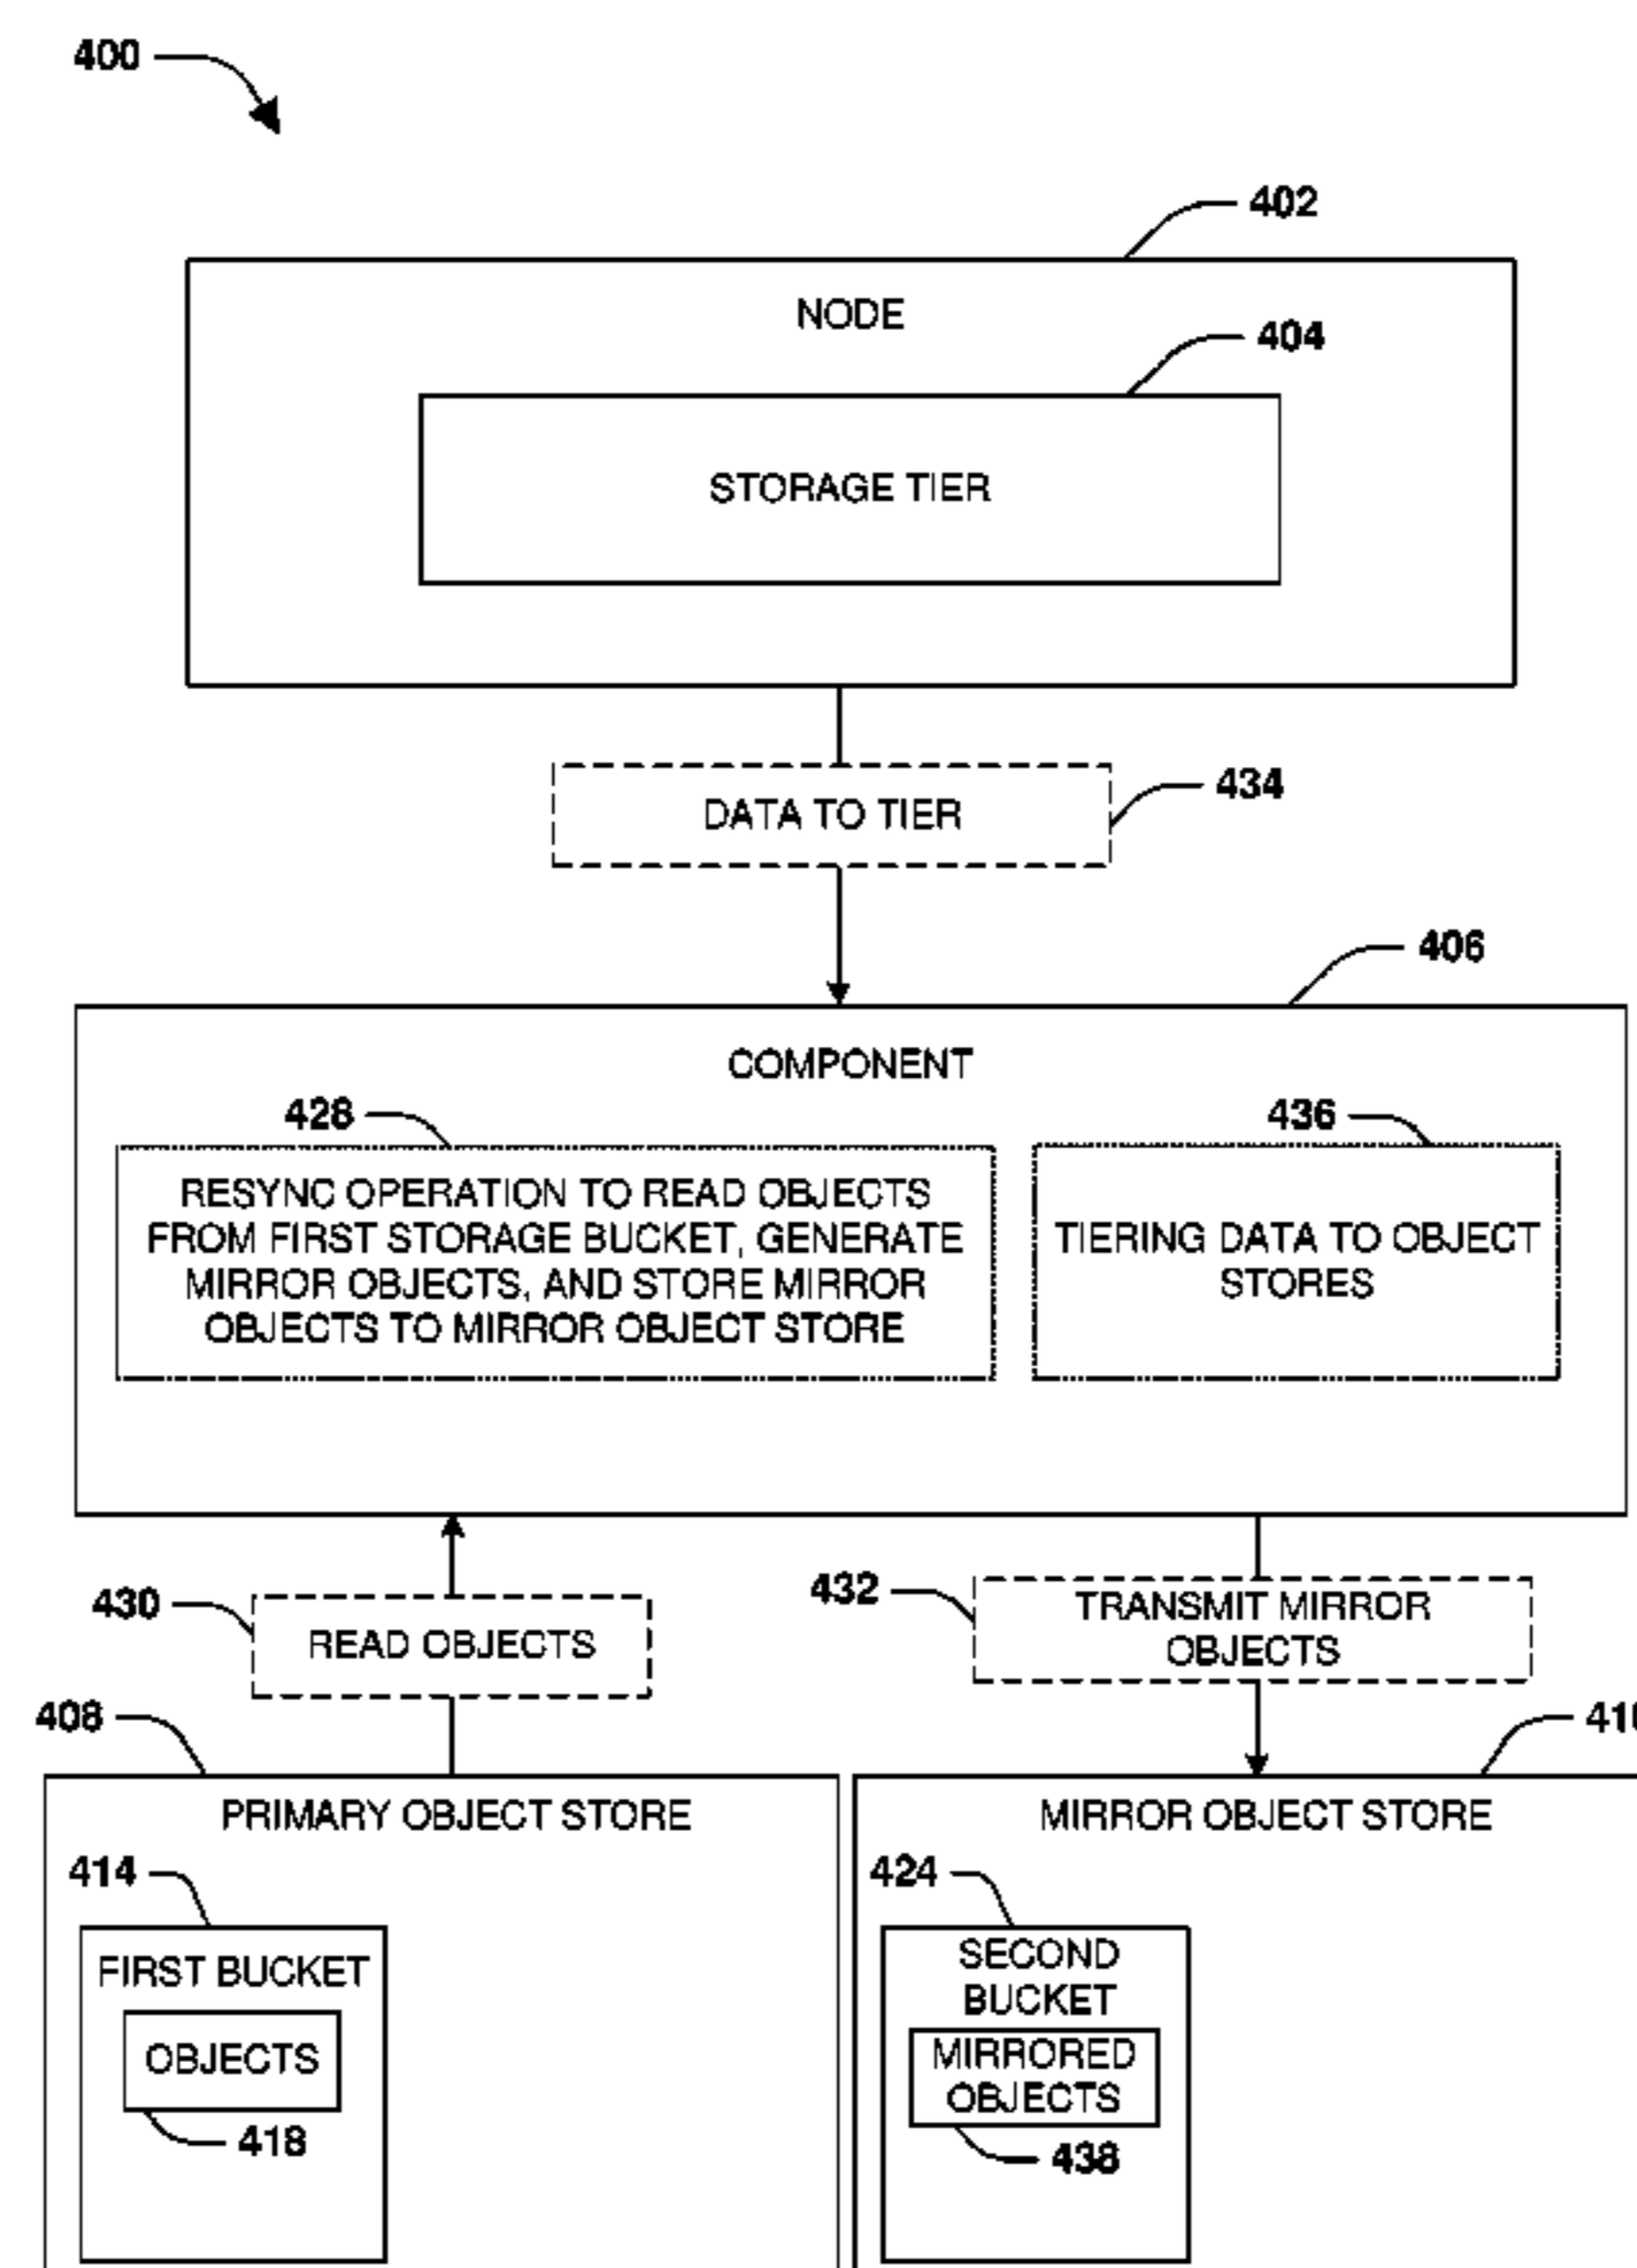 400
402
NODE
404
STORAGE TIER
434
DATA TO TIER
406
COMPONENT
428
436
RESYNC OPERATION TO READ OBJECTS
FROM FIRST STORAGE BUCKET, GENERATE
MIRROR OBJECTS, AND STORE MIRROR
OBJECTS TO MIRROR OBJECT STORE
TIERING DATA TO OBJECT
STORES
430
READ OBJECTS
432
TRANSMIT MIRROR
OBJECTS
408
PRIMARY OBJECT STORE
MIRROR OBJECT STORE
414
FIRST BUCKET
OBJECTS
418
424
SECOND
BUCKET
MIRRORED
OBJECTS
438